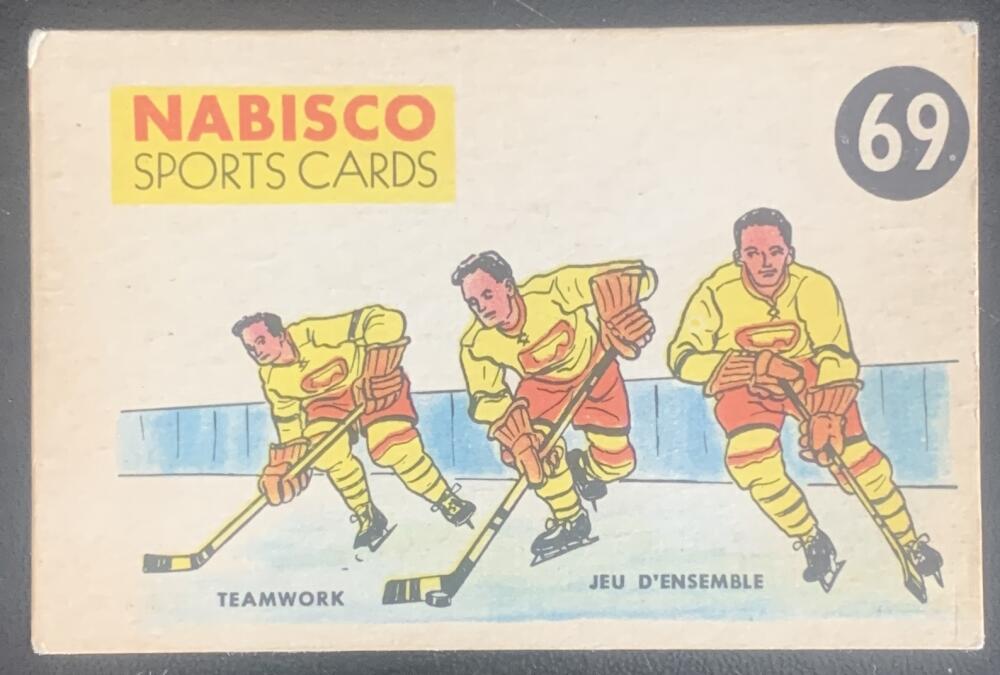 NABISCO
SPORTS CARDS
69.
TEAMWORK
JEU D'ENSEMBLE